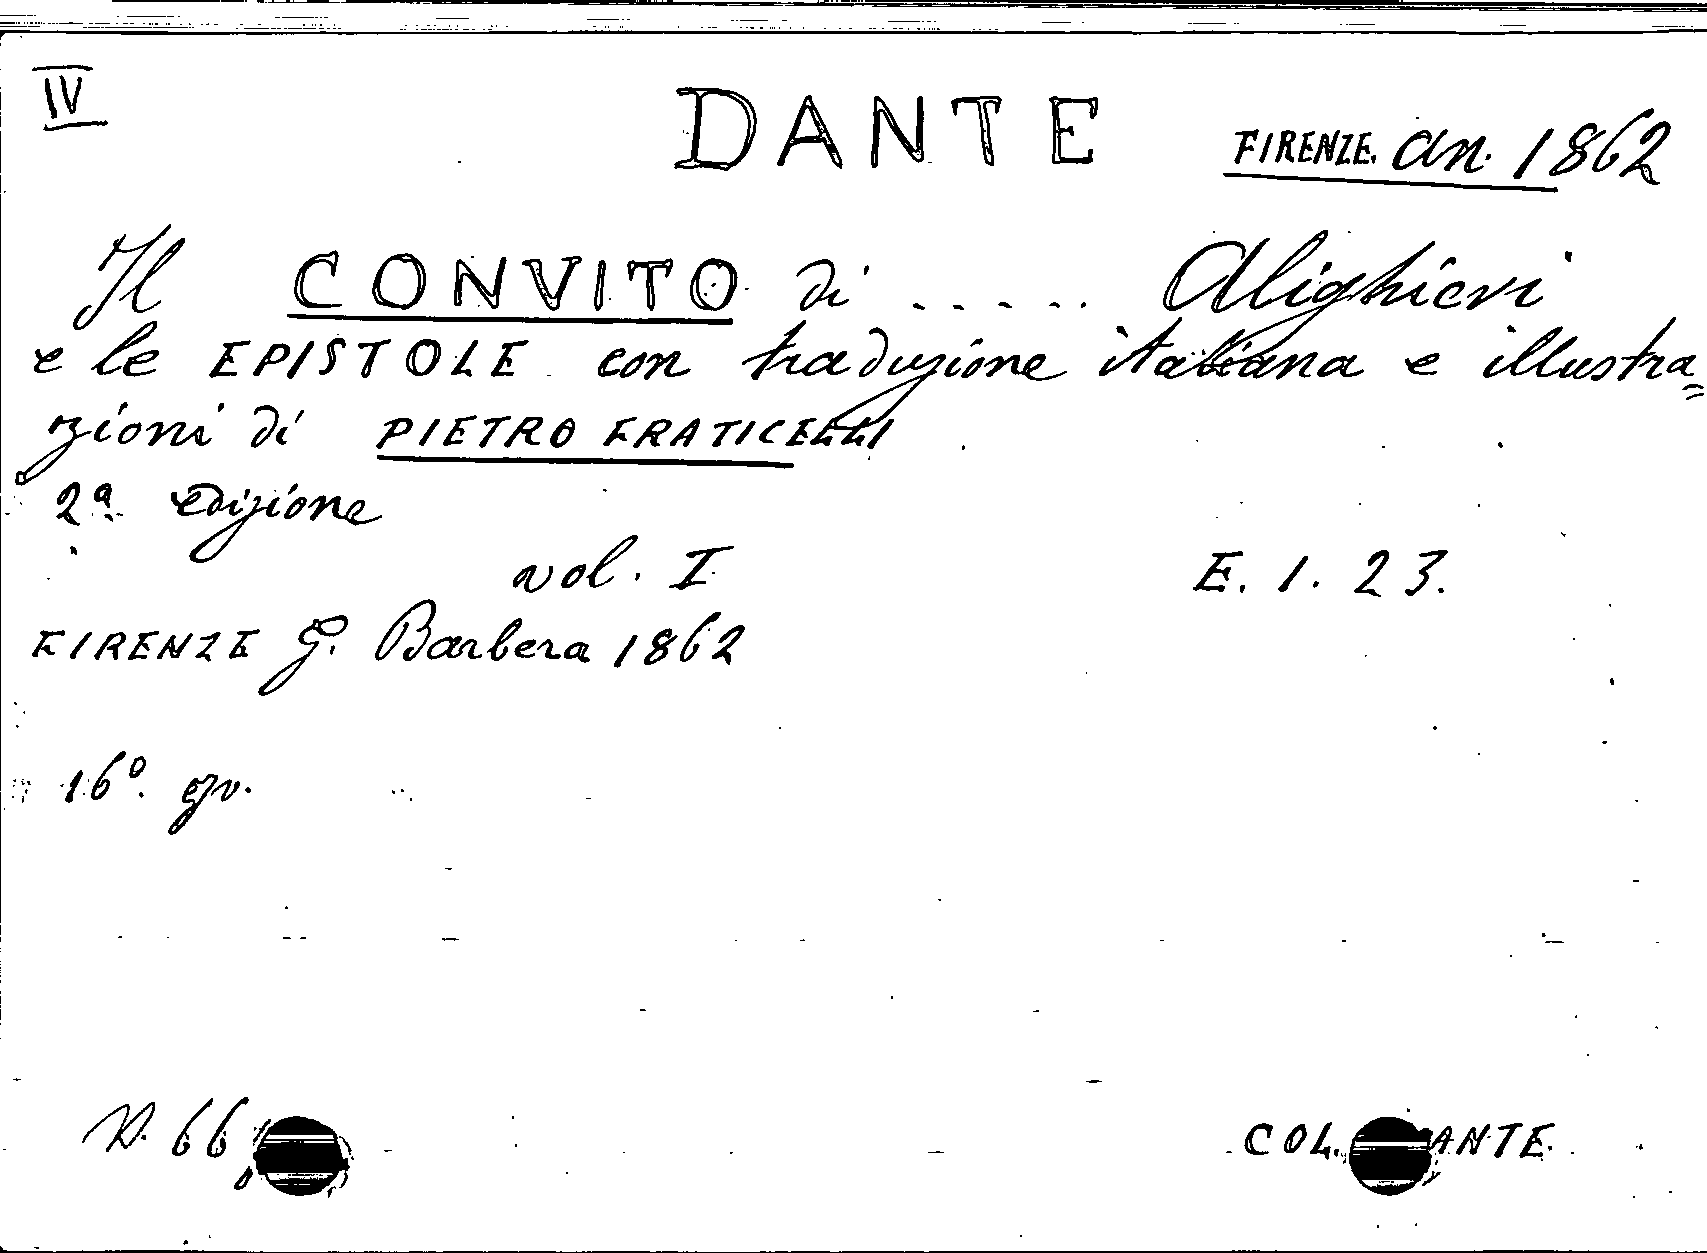 IV
DANTE
FIRENZE. an. 1862
Il CONVITO di ..... Alighieri
e le EPISTOLE con traduzione italiana e illustra=
zioni di PIETRO FRATICELLI
2ª edizione
vol. I
E. 1. 23.
FIRENZE G. Barbera 1862
16º. gr.
N. 66
COL. ANTE